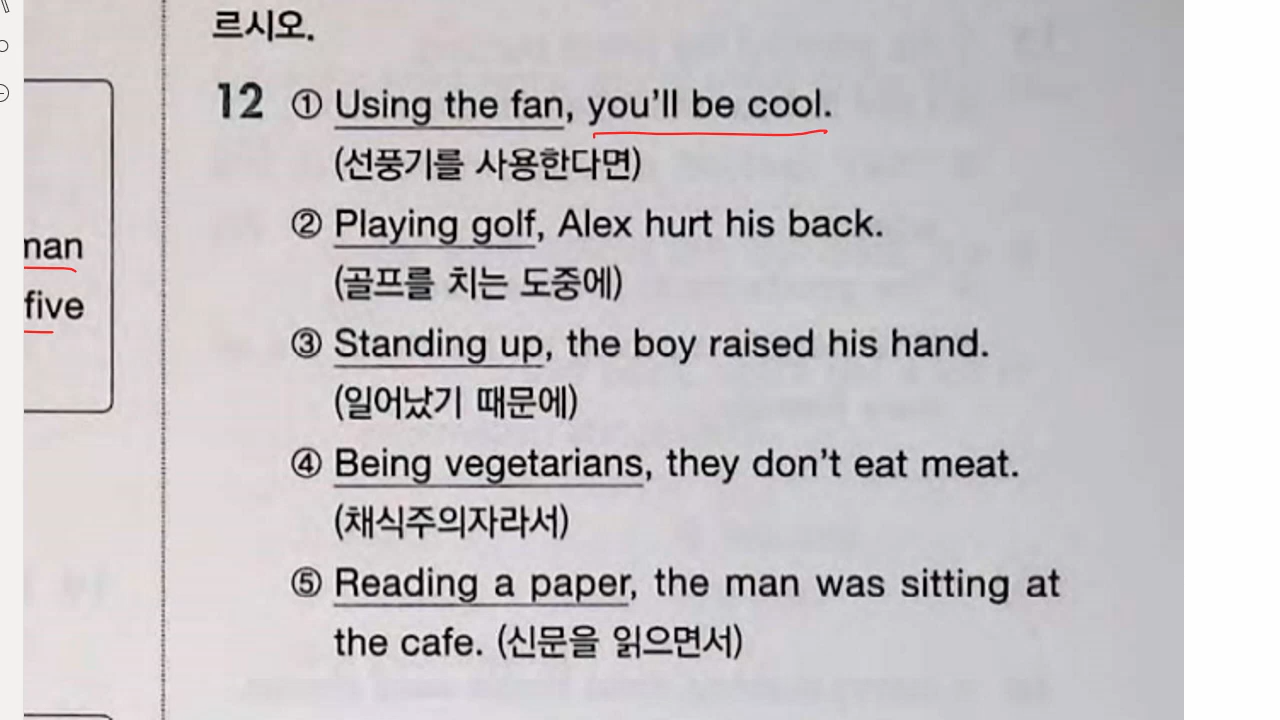 르시오.
12 ① Using the fan, you'll be cool.
(선풍기를 사용한다면)
② Playing golf, Alex hurt his back.
(골프를 치는 도중에)
③ Standing up, the boy raised his hand.
(일어났기 때문에)
④ Being vegetarians, they don't eat meat.
(채식주의자라서)
⑤ Reading a paper, the man was sitting at
the cafe. (신문을 읽으면서)
man
five